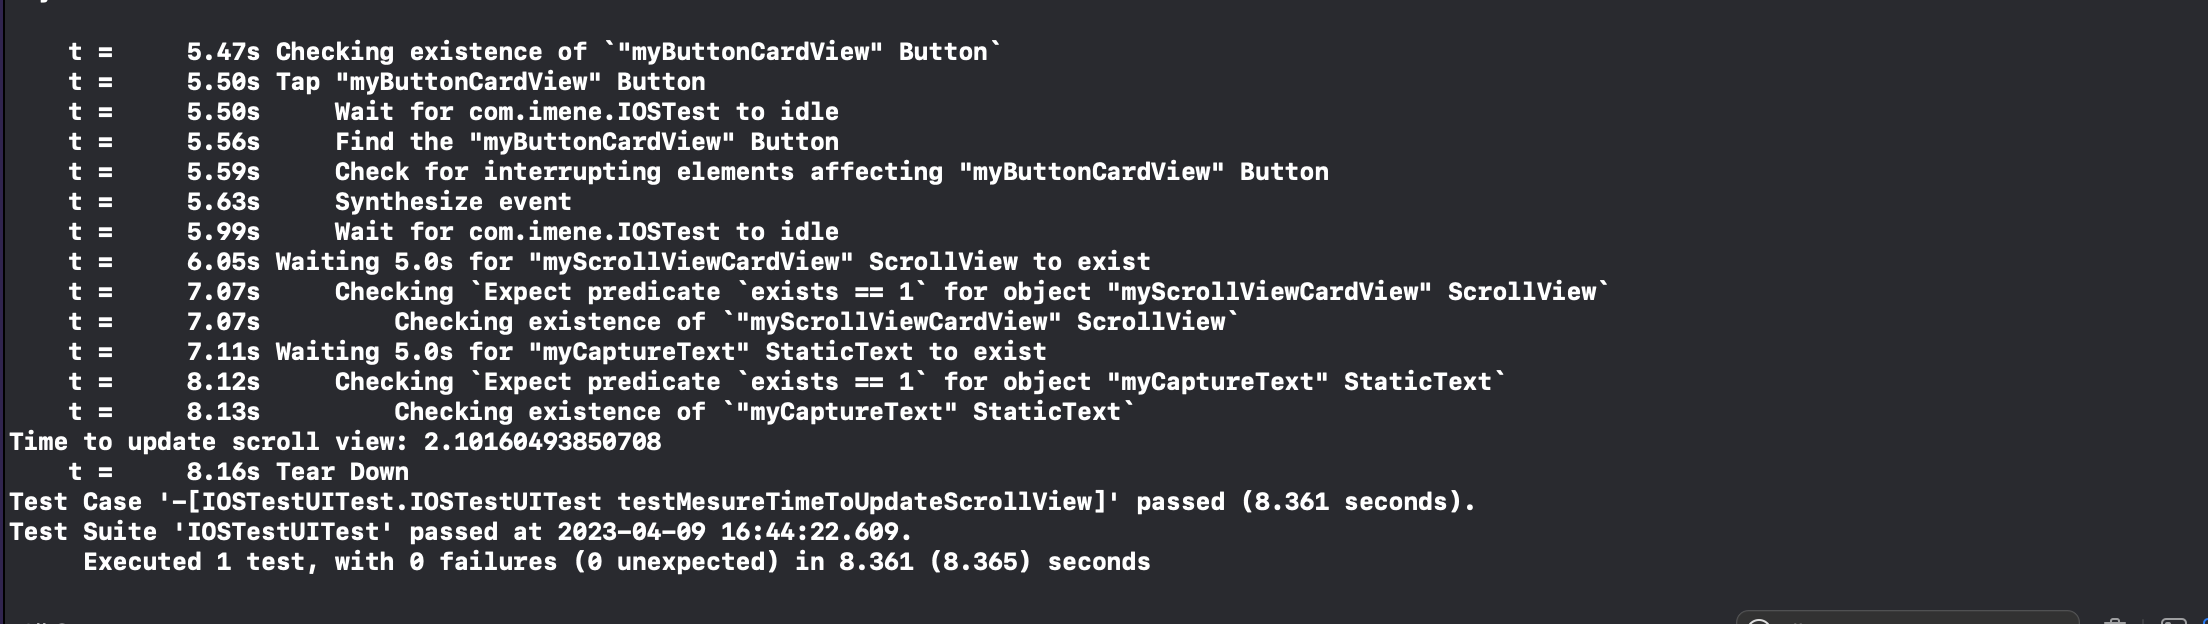 t =     5.47s Checking existence of `"myButtonCardView" Button`
t =     5.50s Tap "myButtonCardView" Button
t =     5.50s     Wait for com.imene.IOSTest to idle
t =     5.56s     Find the "myButtonCardView" Button
t =     5.59s     Check for interrupting elements affecting "myButtonCardView" Button
t =     5.63s     Synthesize event
t =     5.99s     Wait for com.imene.IOSTest to idle
t =     6.05s Waiting 5.0s for "myScrollViewCardView" ScrollView to exist
t =     7.07s     Checking `Expect predicate `exists == 1` for object "myScrollViewCardView" ScrollView`
t =     7.07s         Checking existence of `"myScrollViewCardView" ScrollView`
t =     7.11s Waiting 5.0s for "myCaptureText" StaticText to exist
t =     8.12s     Checking `Expect predicate `exists == 1` for object "myCaptureText" StaticText`
t =     8.13s         Checking existence of `"myCaptureText" StaticText`
Time to update scroll view: 2.10160493850708
t =     8.16s Tear Down
Test Case '-[IOSTestUITest.IOSTestUITest testMesureTimeToUpdateScrollView]' passed (8.361 seconds).
Test Suite 'IOSTestUITest' passed at 2023-04-09 16:44:22.609.
Executed 1 test, with 0 failures (0 unexpected) in 8.361 (8.365) seconds